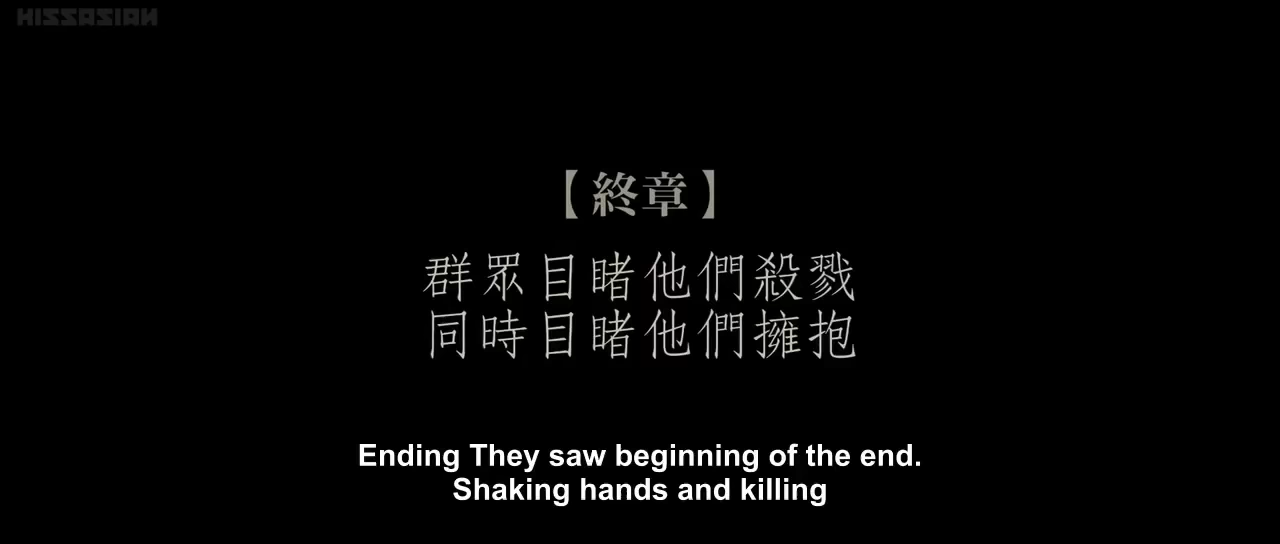 HISSASIAN
【終章】
群眾目睹他們殺戮
同時目睹他們擁抱
Ending They saw beginning of the end.
Shaking hands and killing